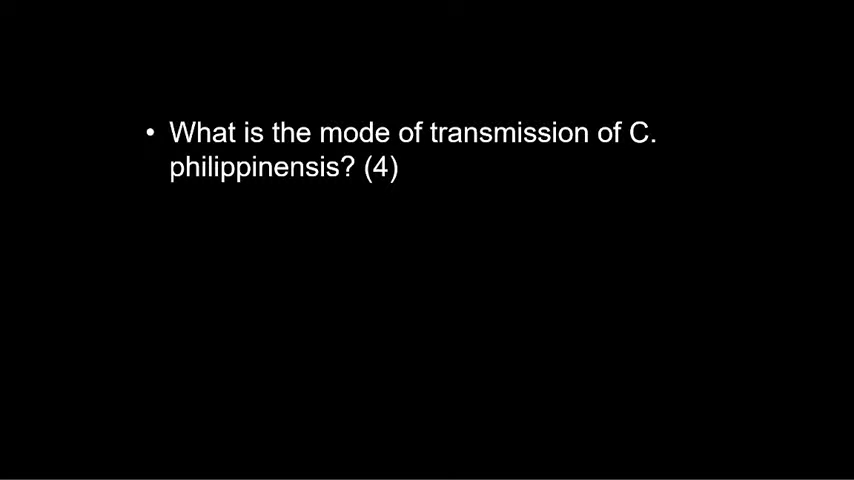 • What is the mode of transmission of C.
philippinensis? (4)